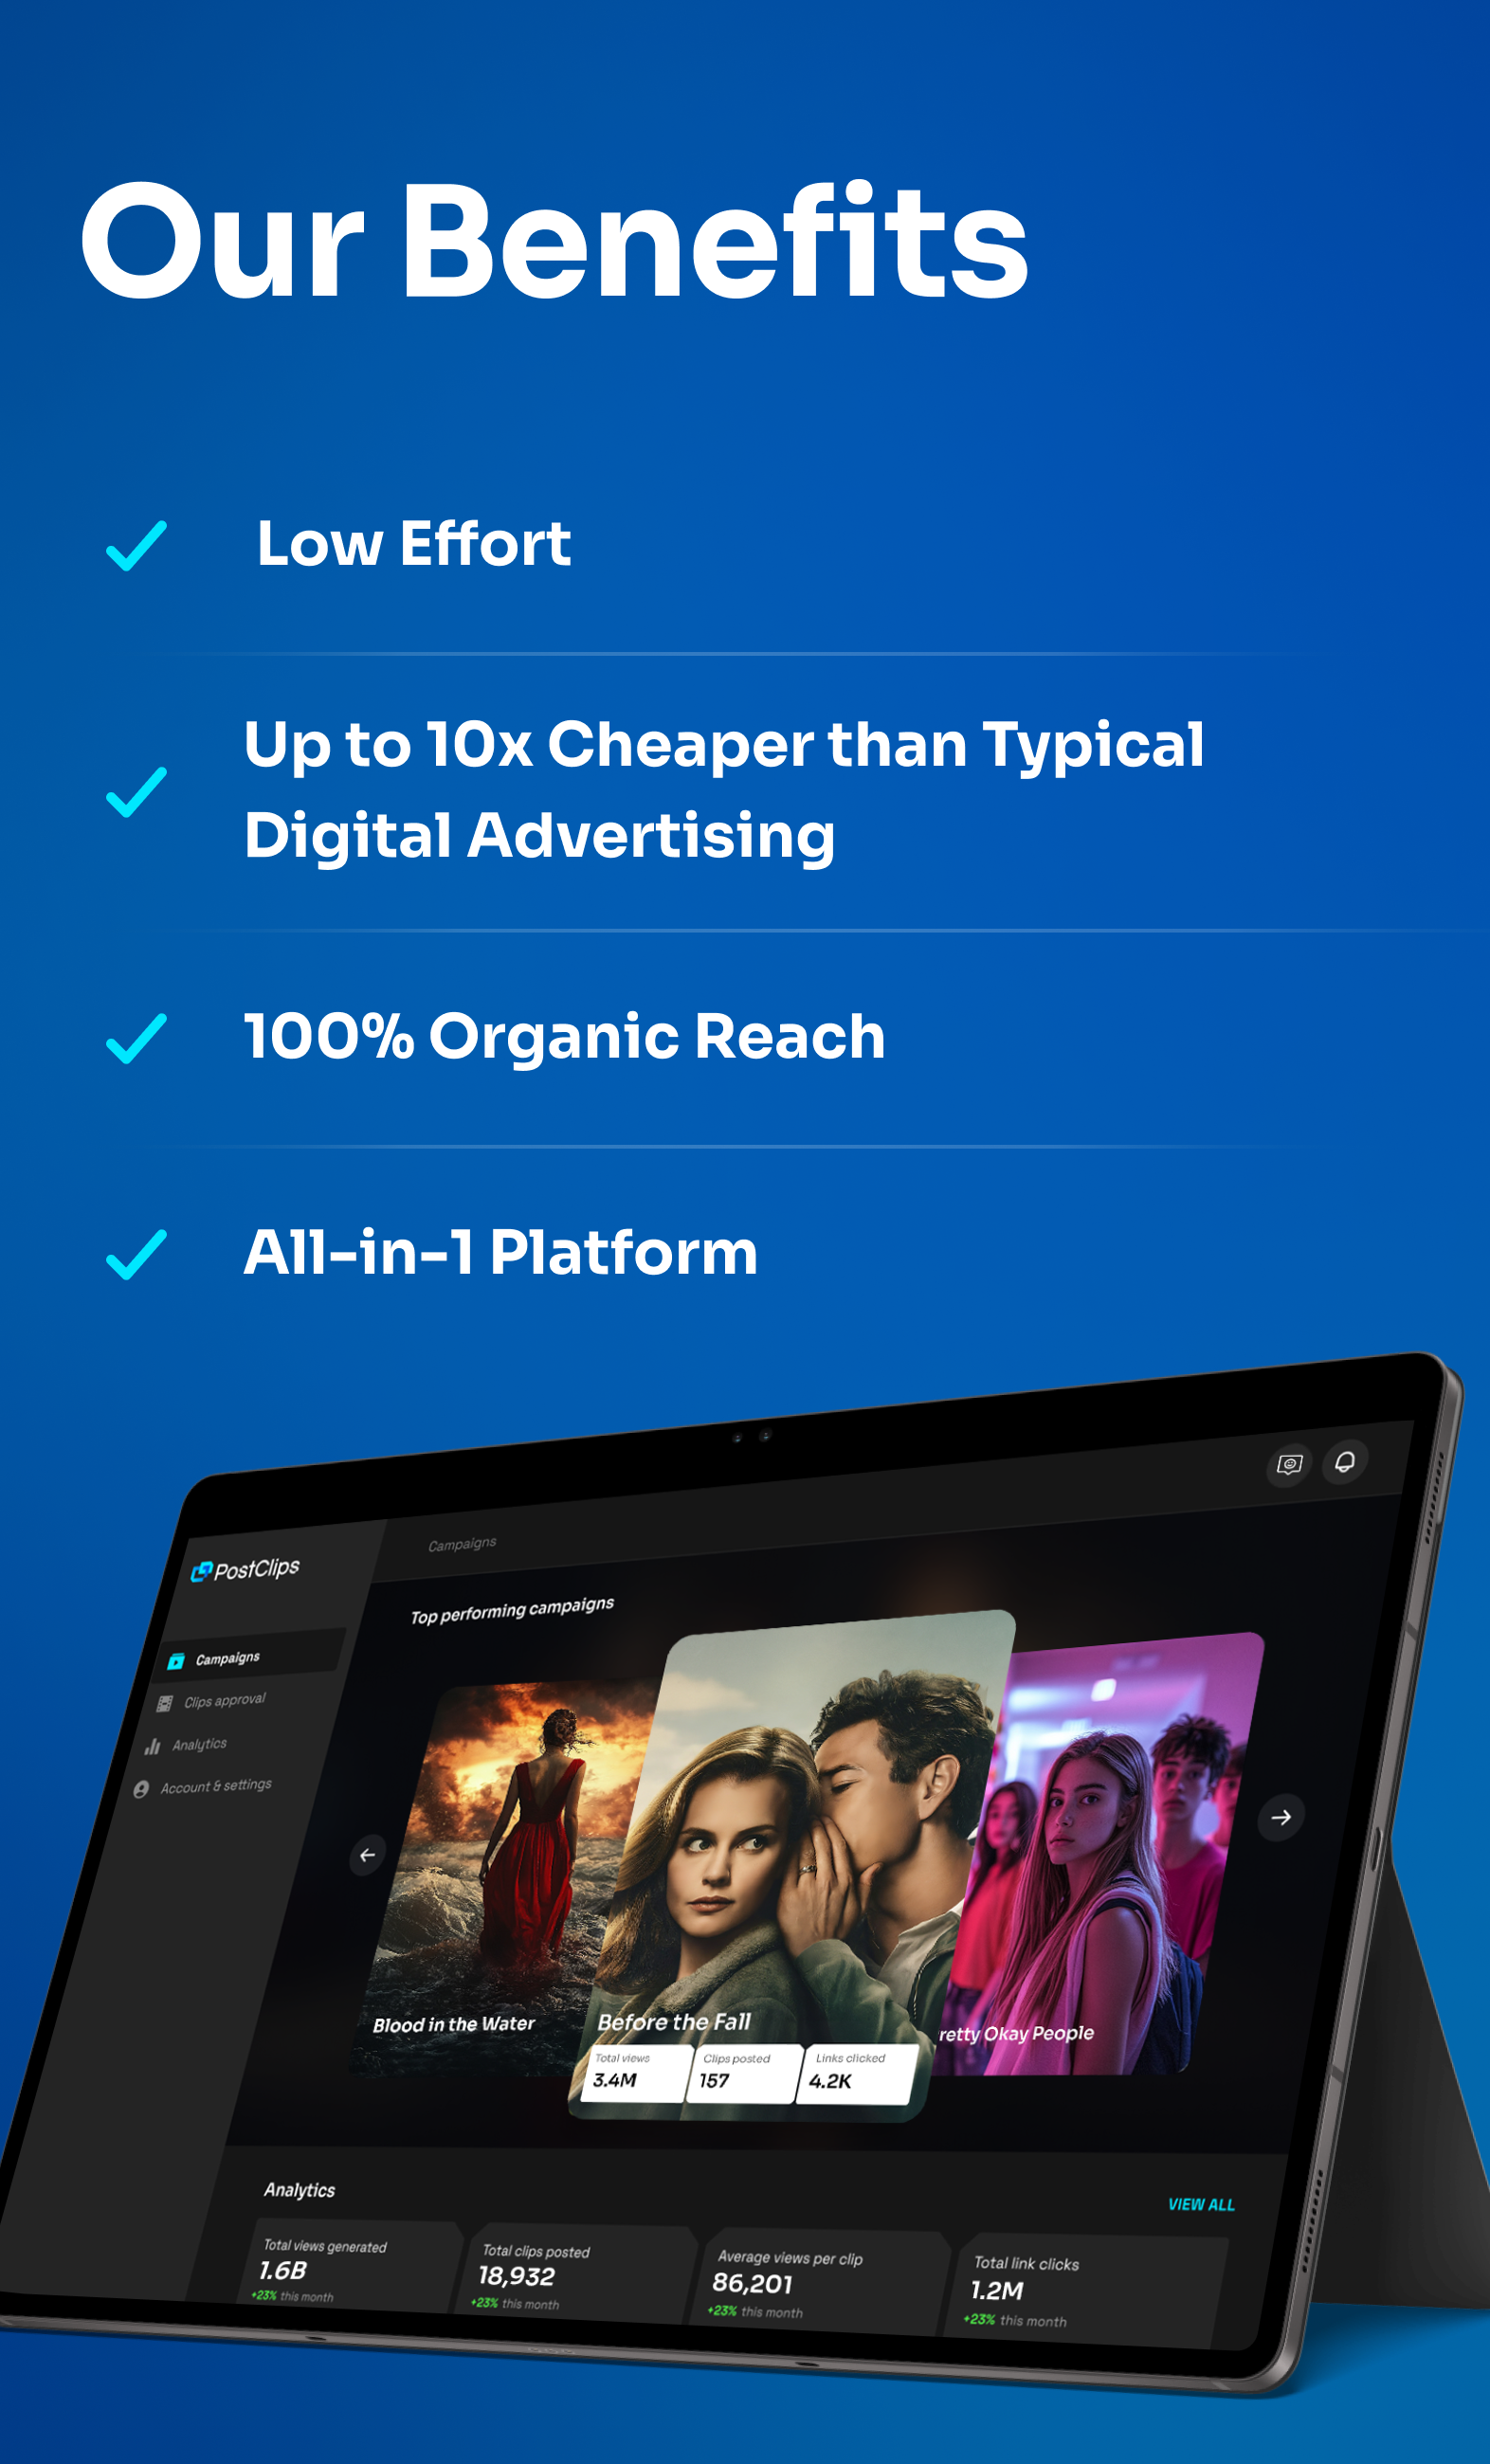 Our Benefits
Low Effort
Up to 10x Cheaper than Typical
Digital Advertising
100% Organic Reach
All-in-1 Platform
PostClips
Campaigns
Clips approval
Analytics
Account & settings
Campaigns
Top performing campaigns
Blood in the Water
Before the Fall
Total views
3.4M
Clips posted
157
Links clicked
4.2K
retty Okay People
Analytics
VIEW ALL
Total views generated
1.6B
+23% this month
Total clips posted
18,932
+23% this month
Average views per clip
86,201
+23% this month
Total link clicks
1.2M
+23% this month